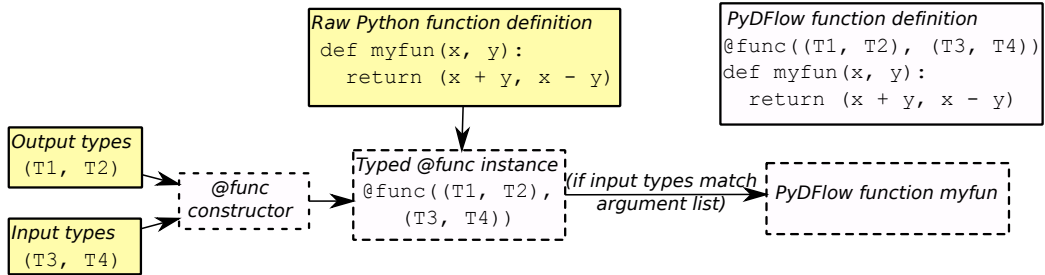 Raw Python function definition
def myfun(x, y):
return (x + y, x - y)
PyDFlow function definition
@func((T1, T2), (T3, T4))
def myfun(x, y):
return (x + y, x - y)
Output types
(T1, T2)
Input types
(T3, T4)
@func
constructor
Typed @func instance
@func((T1, T2),
(T3, T4))
(if input types match
argument list)
PyDFlow function myfun